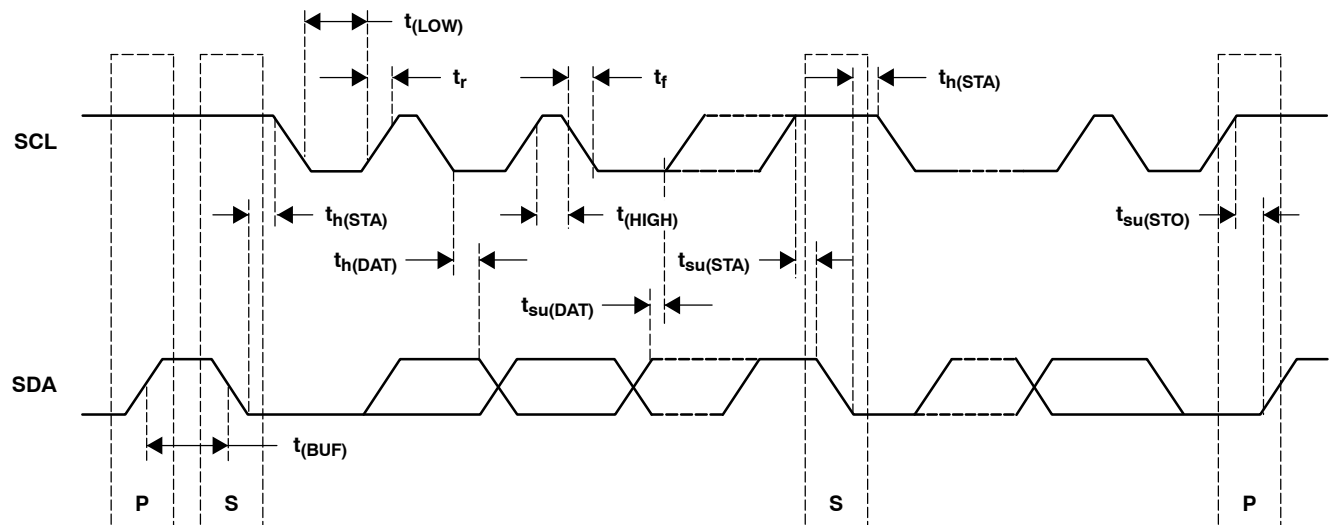 t(LOW)
tr
tf
th(STA)
SCL
th(STA)
t(HIGH)
tsu(STO)
th(DAT)
tsu(STA)
tsu(DAT)
SDA
t(BUF)
P
S
S
P